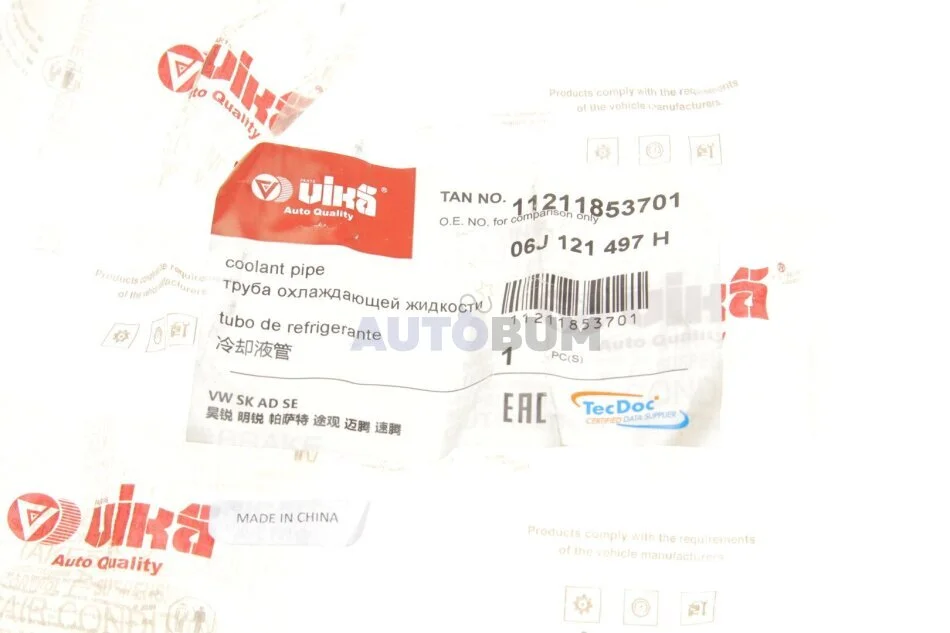 vika
Auto Quality
Products comply with the requirements
of the vehicle manufacturers.
vika
Auto Quality
TAN NO. 11211853701
O.E. NO. for comparison only
06J 121 497 H
coolant pipe
труба охлаждающей жидкости
tubo de refrigerante
冷却液管
11211853701
1 PC(S)
AUTOBUM
VW SK AD SE
昊锐 明锐 帕萨特 途观 迈腾 速腾
EAC
TecDoc
CERTIFIED DATA SUPPLIER
vika
Auto Quality
MADE IN CHINA
Products comply with the requirements
of the vehicle manufacturers.